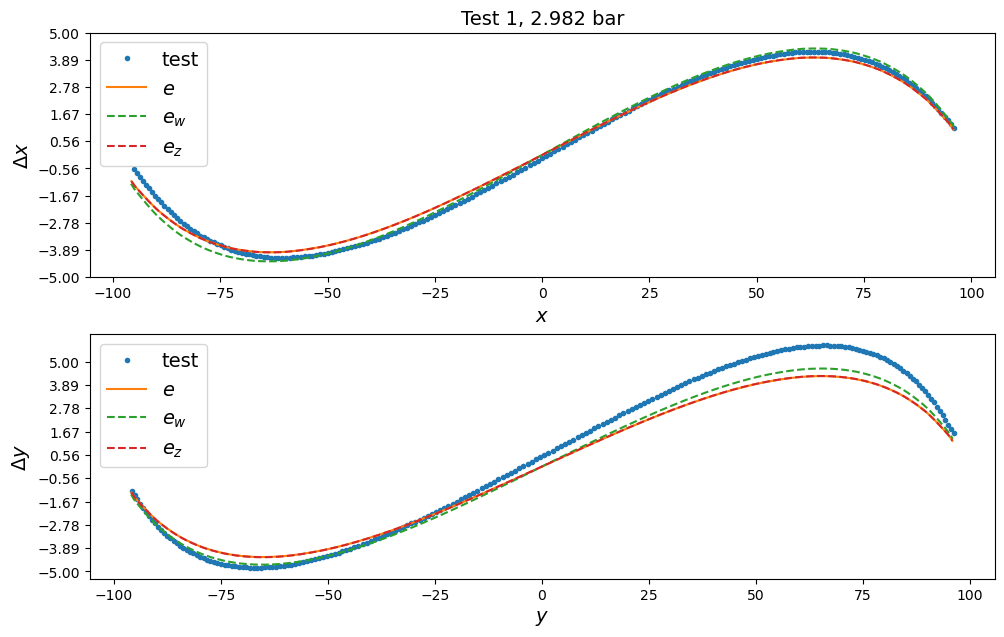 Test 1, 2.982 bar
5.00
3.89
2.78
1.67
0.56
−0.56
−1.67
−2.78
−3.89
−5.00
Δx
test
e
e_w
e_z
−100 −75 −50 −25 0 25 50 75 100
x
5.00
3.89
2.78
1.67
0.56
−0.56
−1.67
−2.78
−3.89
−5.00
Δy
test
e
e_w
e_z
−100 −75 −50 −25 0 25 50 75 100
y